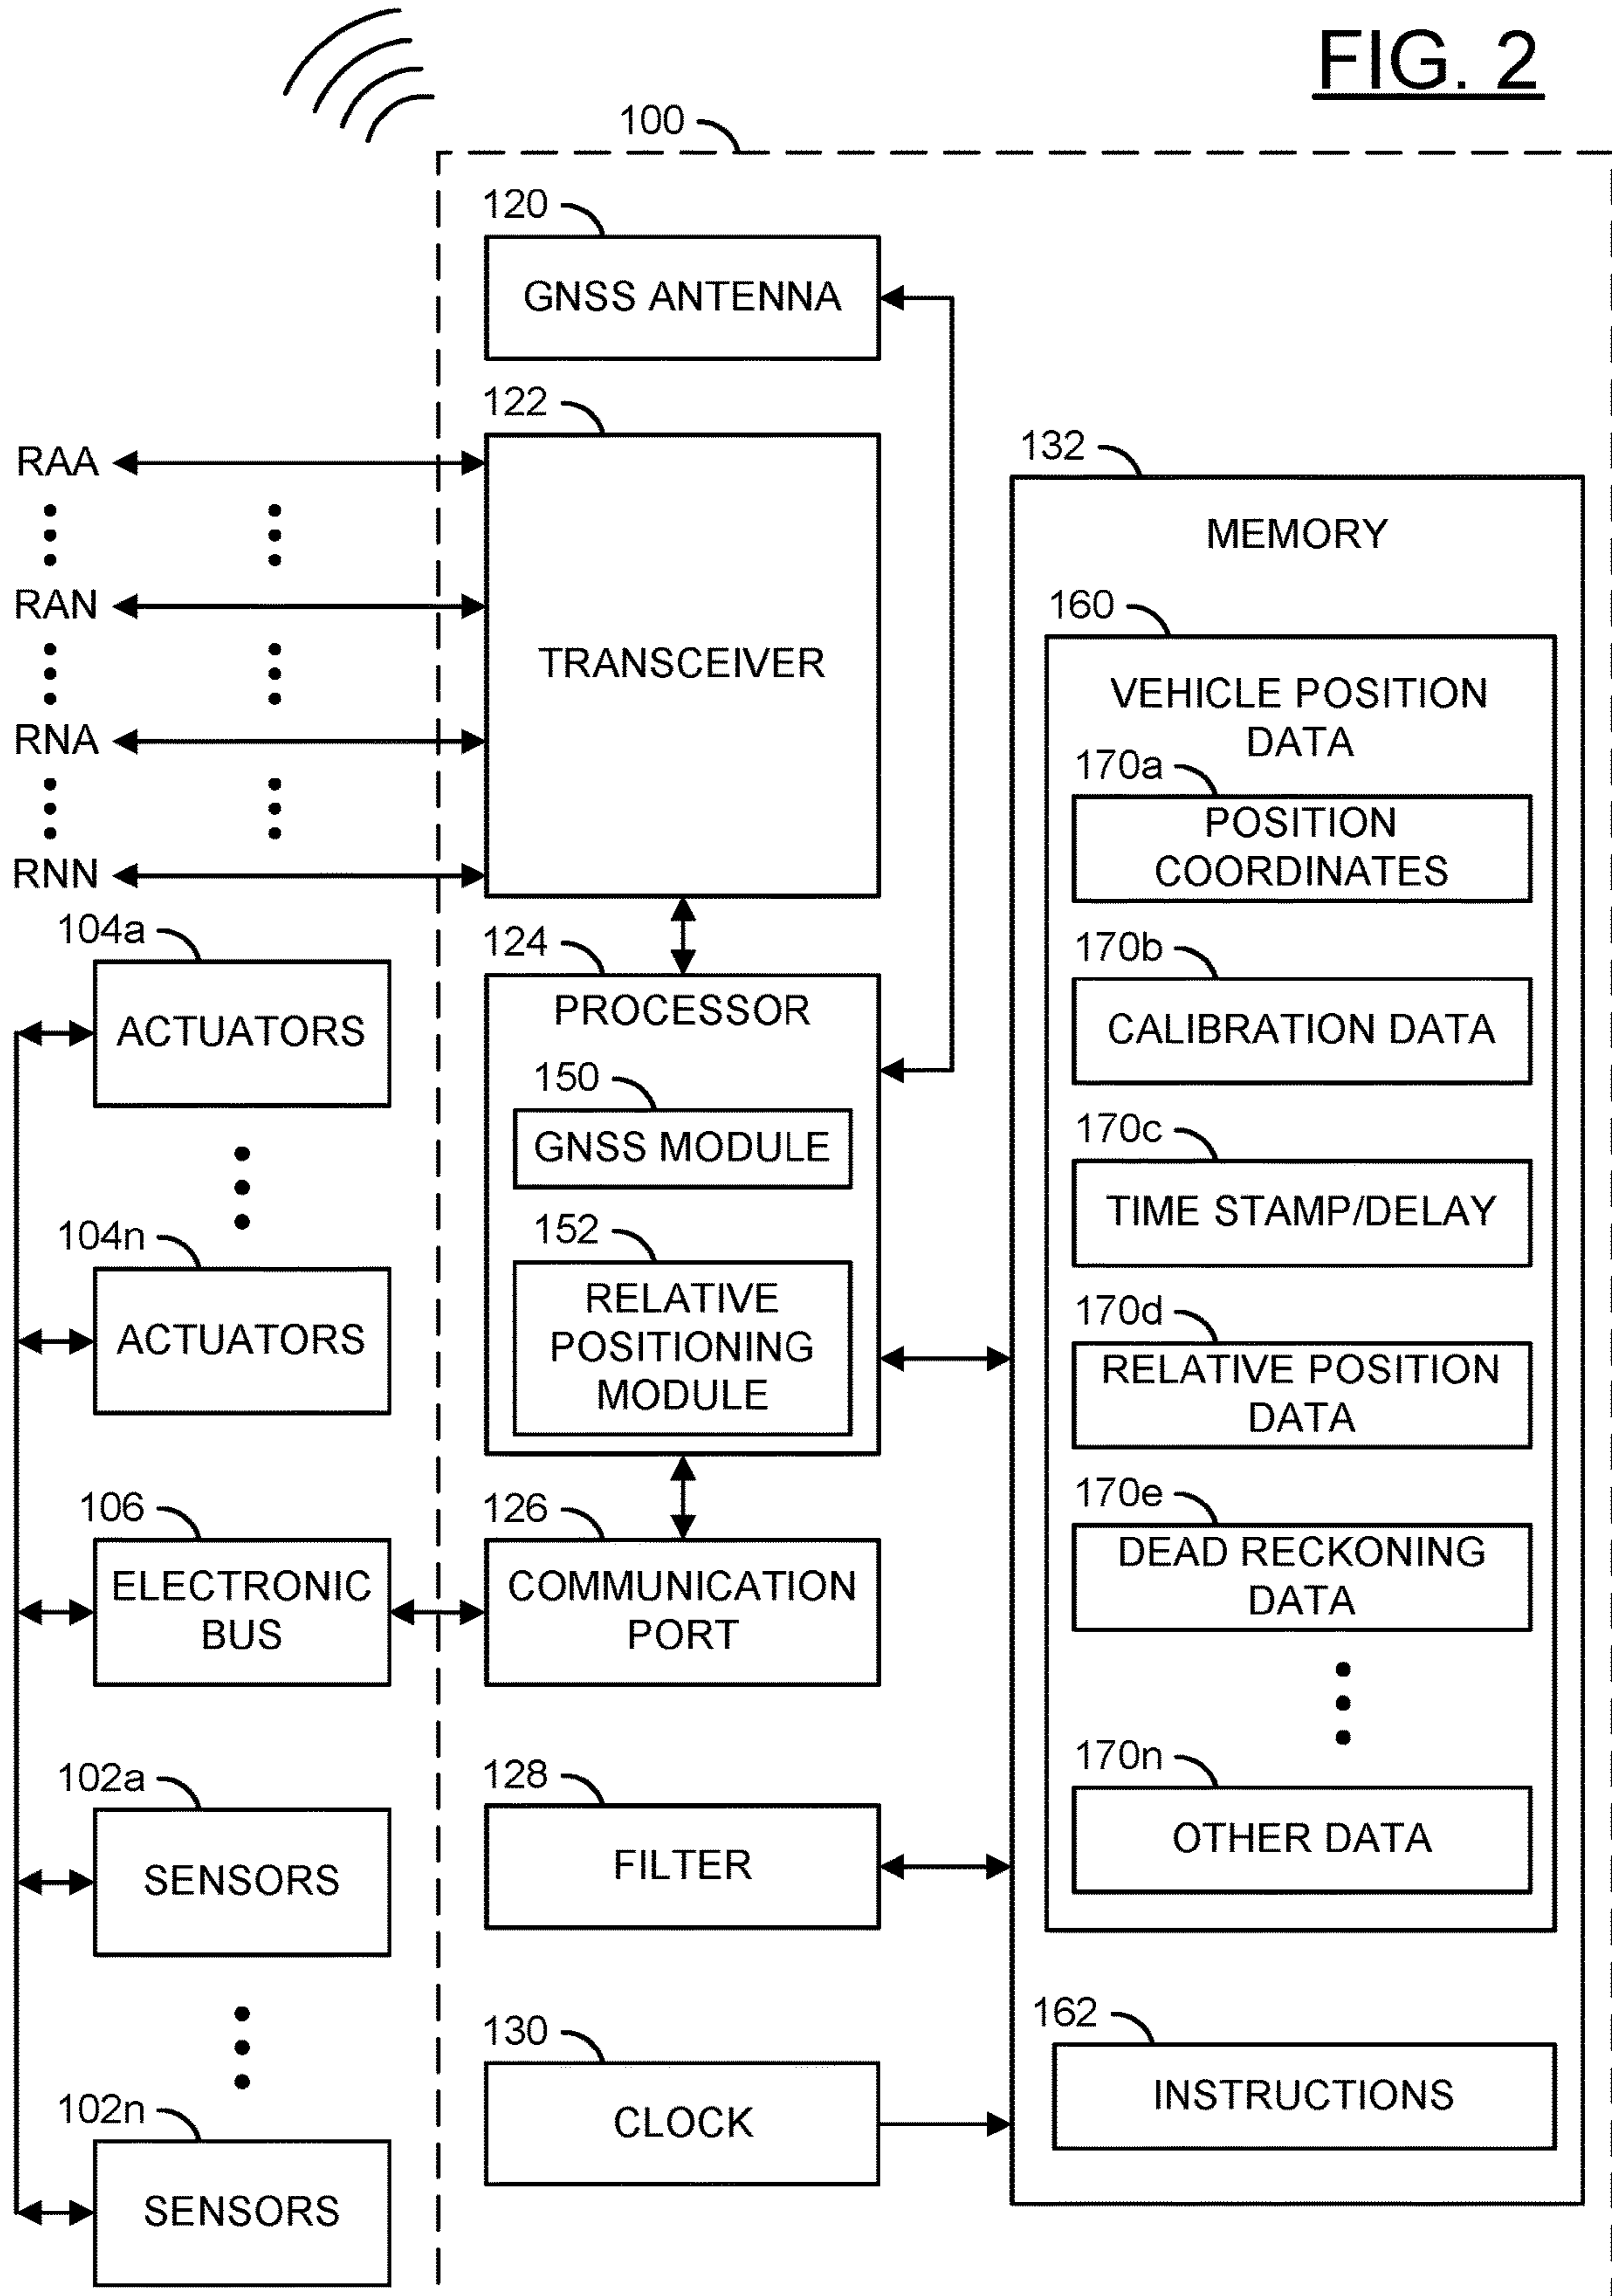 FIG. 2
100
120
GNSS ANTENNA
122
TRANSCEIVER
RAA
RAN
RNA
RNN
104a
ACTUATORS
104n
ACTUATORS
106
ELECTRONIC
BUS
102a
SENSORS
102n
SENSORS
124
PROCESSOR
150
GNSS MODULE
152
RELATIVE
POSITIONING
MODULE
126
COMMUNICATION
PORT
128
FILTER
130
CLOCK
132
MEMORY
160
VEHICLE POSITION
DATA
170a
POSITION
COORDINATES
170b
CALIBRATION DATA
170c
TIME STAMP/DELAY
170d
RELATIVE POSITION
DATA
170e
DEAD RECKONING
DATA
170n
OTHER DATA
162
INSTRUCTIONS